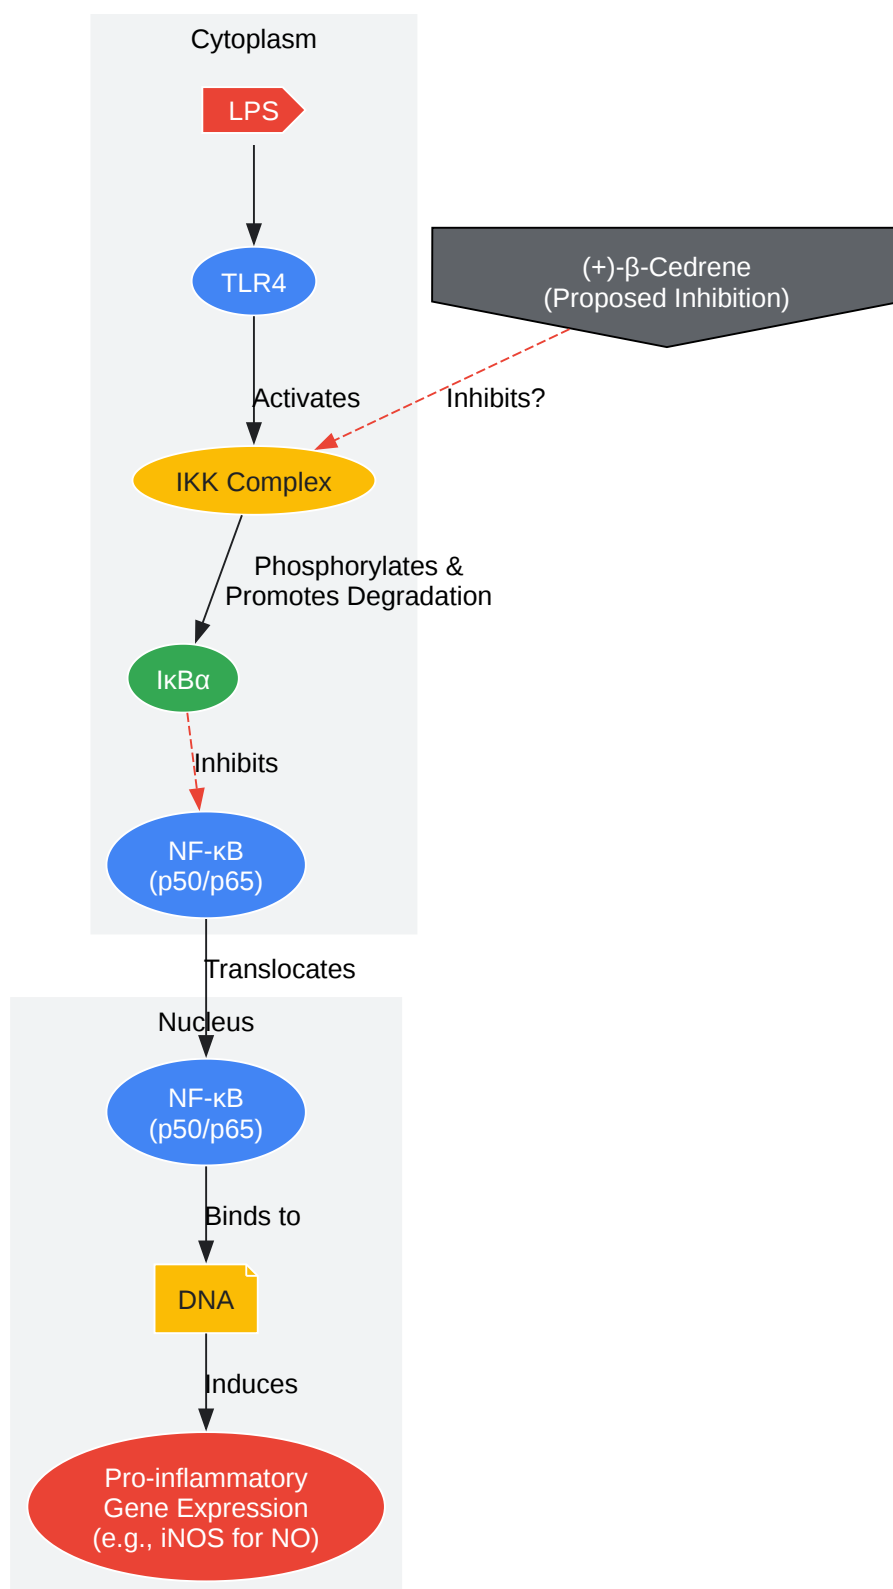 Cytoplasm
LPS
(+)-β-Cedrene
(Proposed Inhibition)
TLR4
Activates
Inhibits?
IKK Complex
Phosphorylates &
Promotes Degradation
IκBα
Inhibits
NF-κB
(p50/p65)
Translocates
Nucleus
NF-κB
(p50/p65)
Binds to
DNA
Induces
Pro-inflammatory
Gene Expression
(e.g., iNOS for NO)